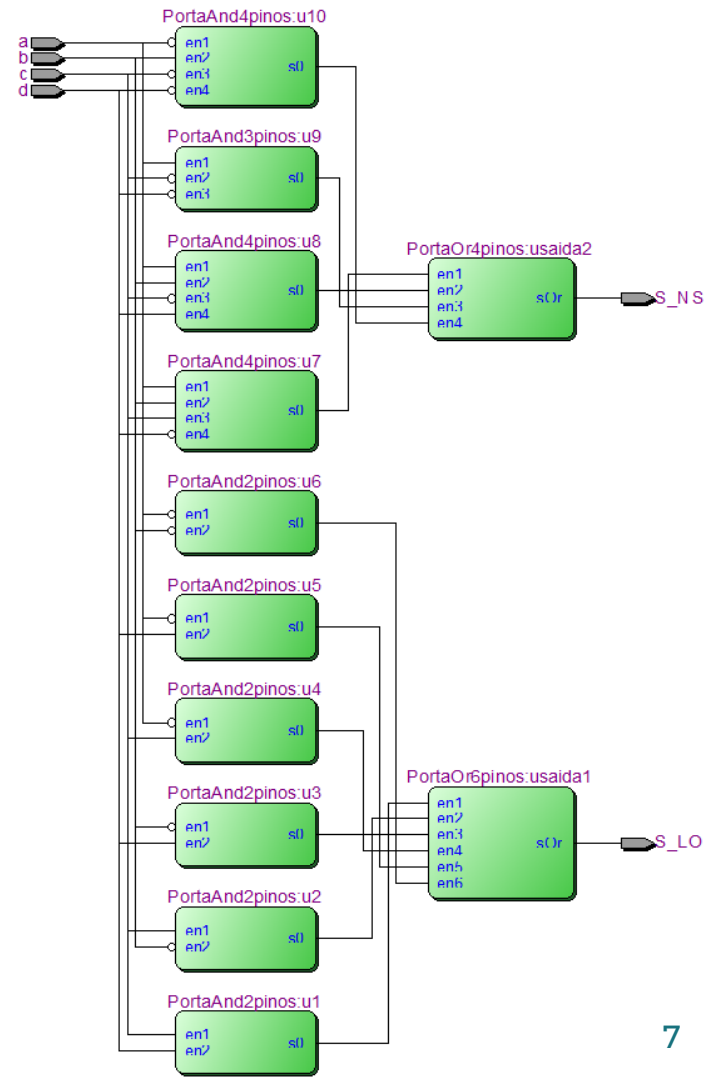 PortaAnd4pinos:u10
a
b
c
d
en1
en2
en3
en4
s0
PortaAnd3pinos:u9
en1
en2
en3
s0
PortaAnd4pinos:u8
en1
en2
en3
en4
s0
PortaOr4pinos:usaida2
en1
en2
en3
en4
sOr
S_NS
PortaAnd4pinos:u7
en1
en2
en3
en4
s0
PortaAnd2pinos:u6
en1
en2
s0
PortaAnd2pinos:u5
en1
en2
s0
PortaAnd2pinos:u4
en1
en2
s0
PortaOr6pinos:usaida1
en1
en2
en3
en4
en5
en6
sOr
S_LO
PortaAnd2pinos:u3
en1
en2
s0
PortaAnd2pinos:u2
en1
en2
s0
PortaAnd2pinos:u1
en1
en2
s0
7